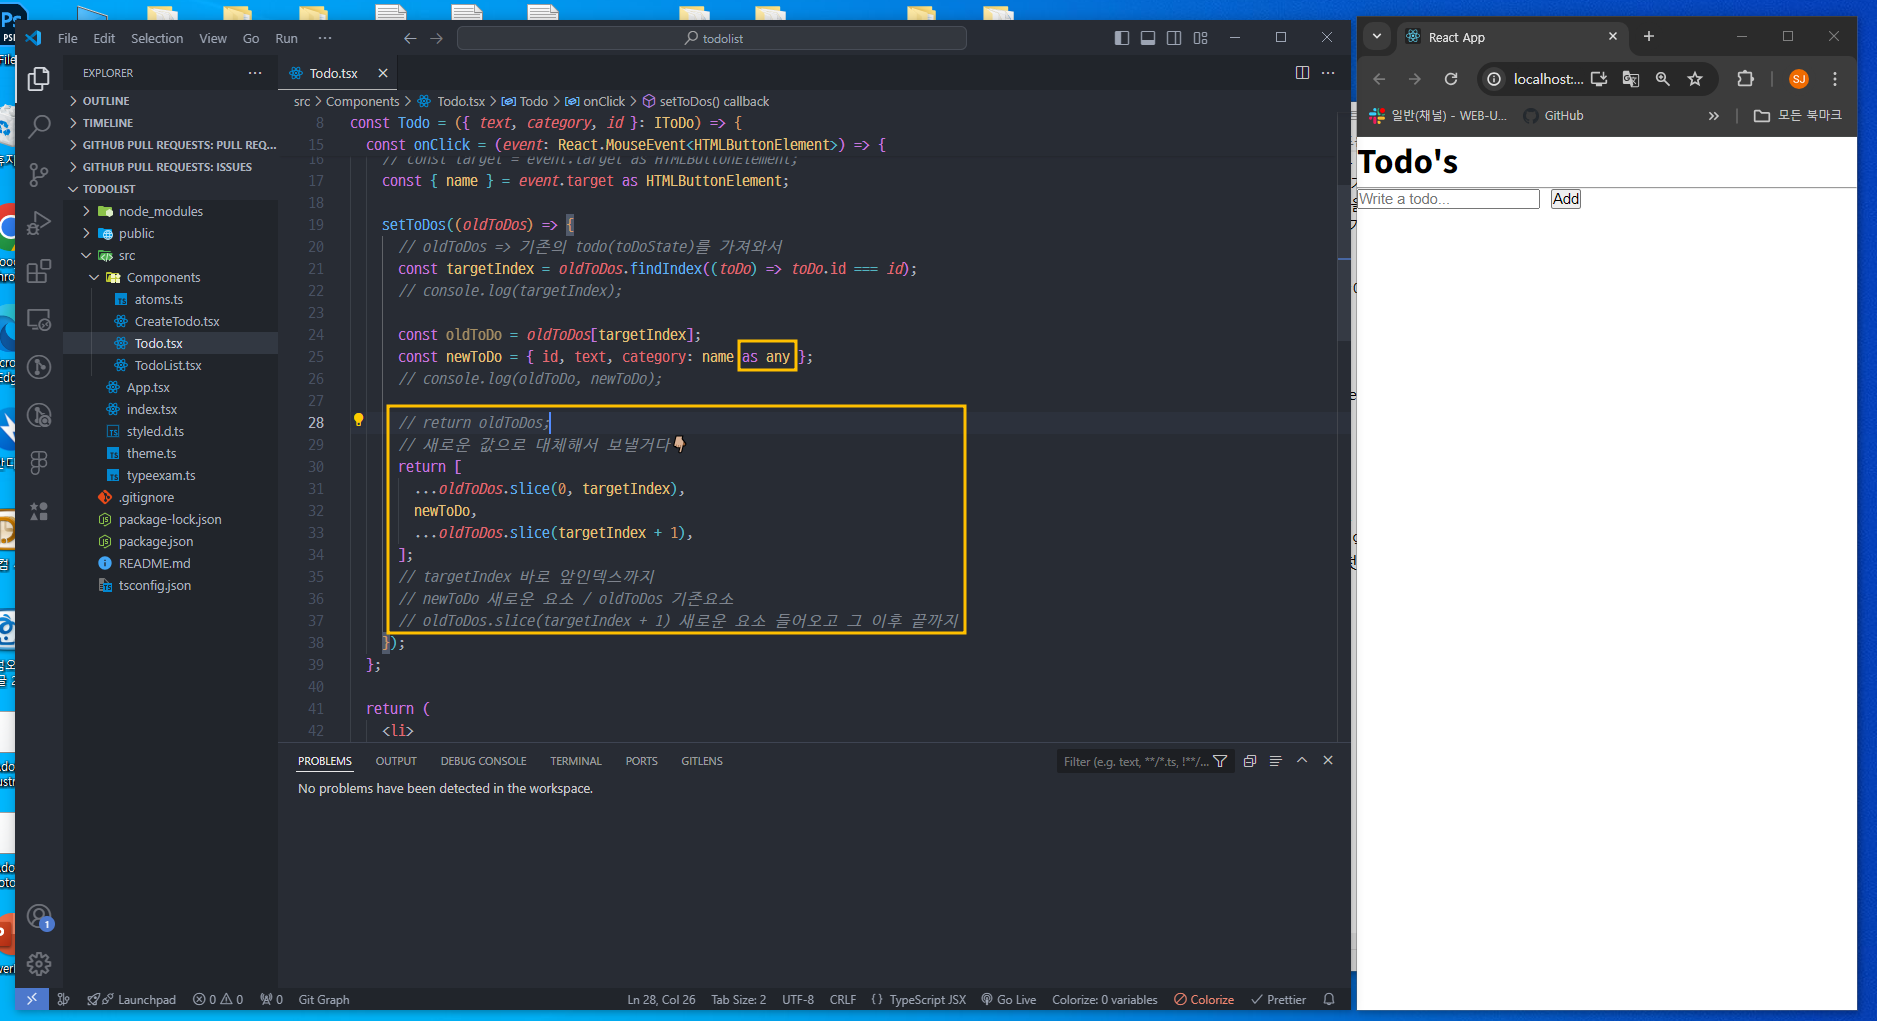 File Edit Selection View Go Run ···
todolist
EXPLORER
OUTLINE
TIMELINE
GITHUB PULL REQUESTS: PULL REQ...
GITHUB PULL REQUESTS: ISSUES
TODOLIST
node_modules
public
src
Components
atoms.ts
CreateTodo.tsx
Todo.tsx
TodoList.tsx
App.tsx
index.tsx
styled.d.ts
theme.ts
typeexam.ts
.gitignore
package-lock.json
package.json
README.md
tsconfig.json
Todo.tsx
src > Components > Todo.tsx > Todo > onClick > setToDos() callback
8 const Todo = ({ text, category, id }: IToDo) => {
15 const onClick = (event: React.MouseEvent<HTMLButtonElement>) => {
16 // const target = event.target as HTMLButtonElement;
17 const { name } = event.target as HTMLButtonElement;
18
19 setToDos((oldToDos) => {
20 // oldToDos => 기존의 todo(toDoState)를 가져와서
21 const targetIndex = oldToDos.findIndex((toDo) => toDo.id === id);
22 // console.log(targetIndex);
23
24 const oldToDo = oldToDos[targetIndex];
25 const newToDo = { id, text, category: name as any };
26 // console.log(oldToDo, newToDo);
27
28 // return oldToDos;
29 // 새로운 값으로 대체해서 보낼거다👇🏽
30 return [
31 ...oldToDos.slice(0, targetIndex),
32 newToDo,
33 ...oldToDos.slice(targetIndex + 1),
34 ];
35 // targetIndex 바로 앞인덱스까지
36 // newToDo 새로운 요소 / oldToDos 기존요소
37 // oldToDos.slice(targetIndex + 1) 새로운 요소 들어오고 그 이후 끝까지
38 });
39 };
40
41 return (
42 <li>
PROBLEMS OUTPUT DEBUG CONSOLE TERMINAL PORTS GITLENS
Filter (e.g. text, **/*.ts, !**/...
No problems have been detected in the workspace.
1
Launchpad 0 0 0 Git Graph
Ln 28, Col 26 Tab Size: 2 UTF-8 CRLF {} TypeScript JSX Go Live Colorize: 0 variables Colorize Prettier
React App
localhost:...
SJ
일반(채널) - WEB-U... GitHub » 모든 북마크
Todo's
Write a todo... Add